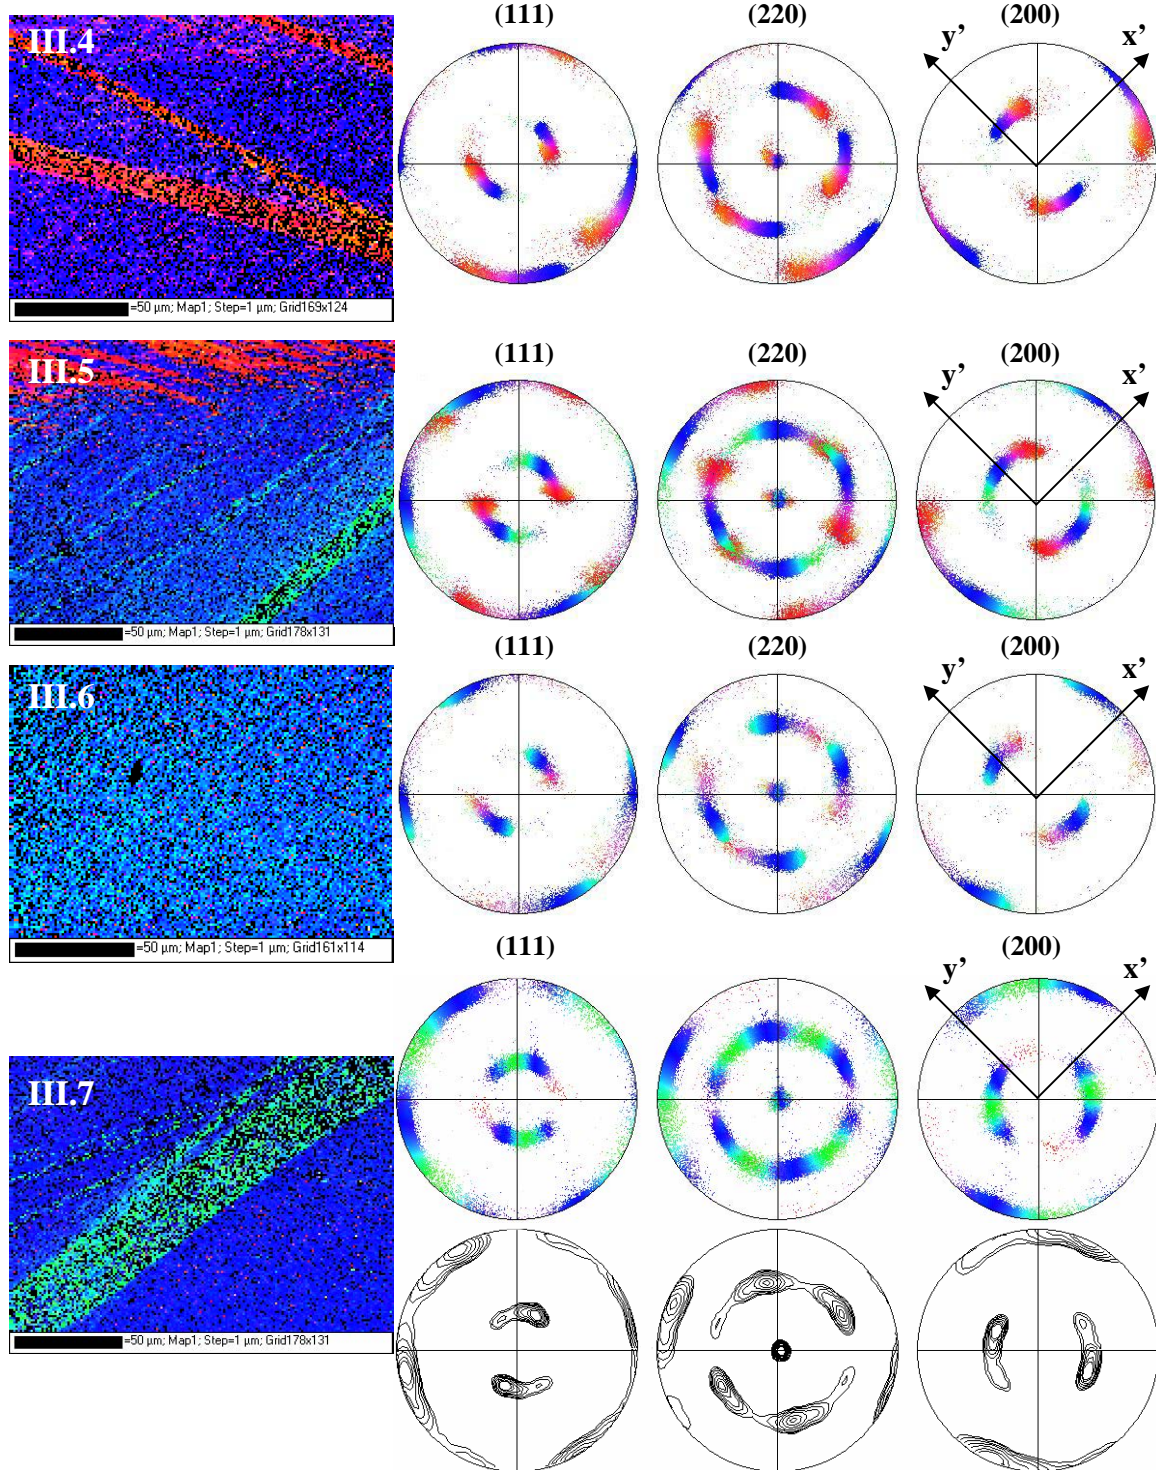 (111) (220) (200)
III.4
y’ x’
=50 µm; Map1; Step=1 µm; Grid169x124
(111) (220) (200)
III.5
y’ x’
=50 µm; Map1; Step=1 µm; Grid178x131
(111) (220) (200)
III.6
y’ x’
=50 µm; Map1; Step=1 µm; Grid161x114
(111) (220) (200)
y’ x’
III.7
=50 µm; Map1; Step=1 µm; Grid178x131